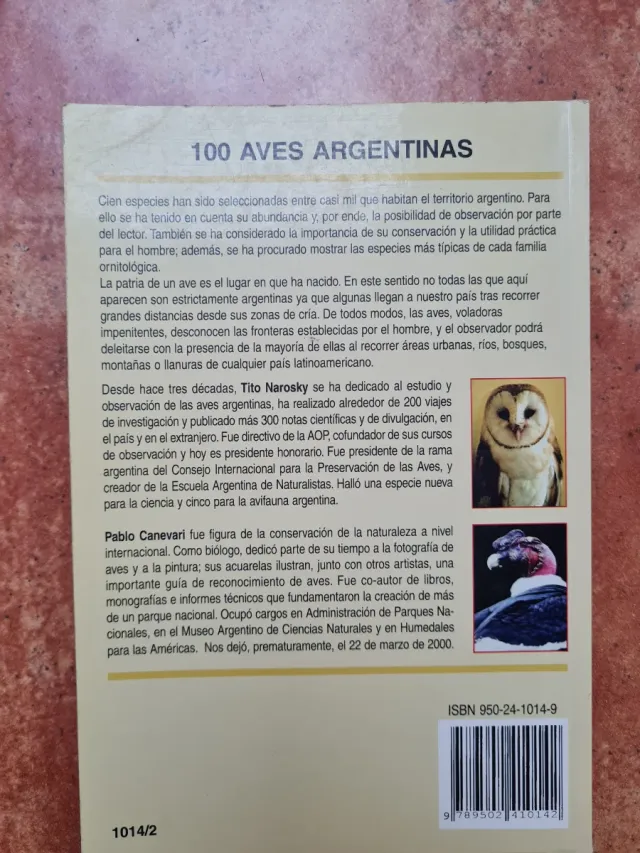 100 AVES ARGENTINAS
Cien especies han sido seleccionadas entre casi mil que habitan el territorio argentino. Para
ello se ha tenido en cuenta su abundancia y, por ende, la posibilidad de observación por parte
del lector. También se ha considerado la importancia de su conservación y la utilidad práctica
para el hombre; además, se ha procurado mostrar las especies más típicas de cada familia
ornitológica.
La patria de un ave es el lugar en que ha nacido. En este sentido no todas las que aquí
aparecen son estrictamente argentinas ya que algunas llegan a nuestro país tras recorrer
grandes distancias desde sus zonas de cría. De todos modos, las aves, voladoras
impenitentes, desconocen las fronteras establecidas por el hombre, y el observador podrá
deleitarse con la presencia de la mayoría de ellas al recorrer áreas urbanas, ríos, bosques,
montañas o llanuras de cualquier país latinoamericano.
Desde hace tres décadas, Tito Narosky se ha dedicado al estudio y
observación de las aves argentinas, ha realizado alrededor de 200 viajes
de investigación y publicado más 300 notas científicas y de divulgación, en
el país y en el extranjero. Fue directivo de la AOP, cofundador de sus cursos
de observación y hoy es presidente honorario. Fue presidente de la rama
argentina del Consejo Internacional para la Preservación de las Aves, y
creador de la Escuela Argentina de Naturalistas. Halló una especie nueva
para la ciencia y cinco para la avifauna argentina.
Pablo Canevari fue figura de la conservación de la naturaleza a nivel
internacional. Como biólogo, dedicó parte de su tiempo a la fotografía de
aves y a la pintura; sus acuarelas ilustran, junto con otros artistas, una
importante guía de reconocimiento de aves. Fue co-autor de libros,
monografías e informes técnicos que fundamentaron la creación de más
de un parque nacional. Ocupó cargos en Administración de Parques Na-
cionales, en el Museo Argentino de Ciencias Naturales y en Humedales
para las Américas. Nos dejó, prematuramente, el 22 de marzo de 2000.
ISBN 950-24-1014-9
9 789502 410142
1014/2